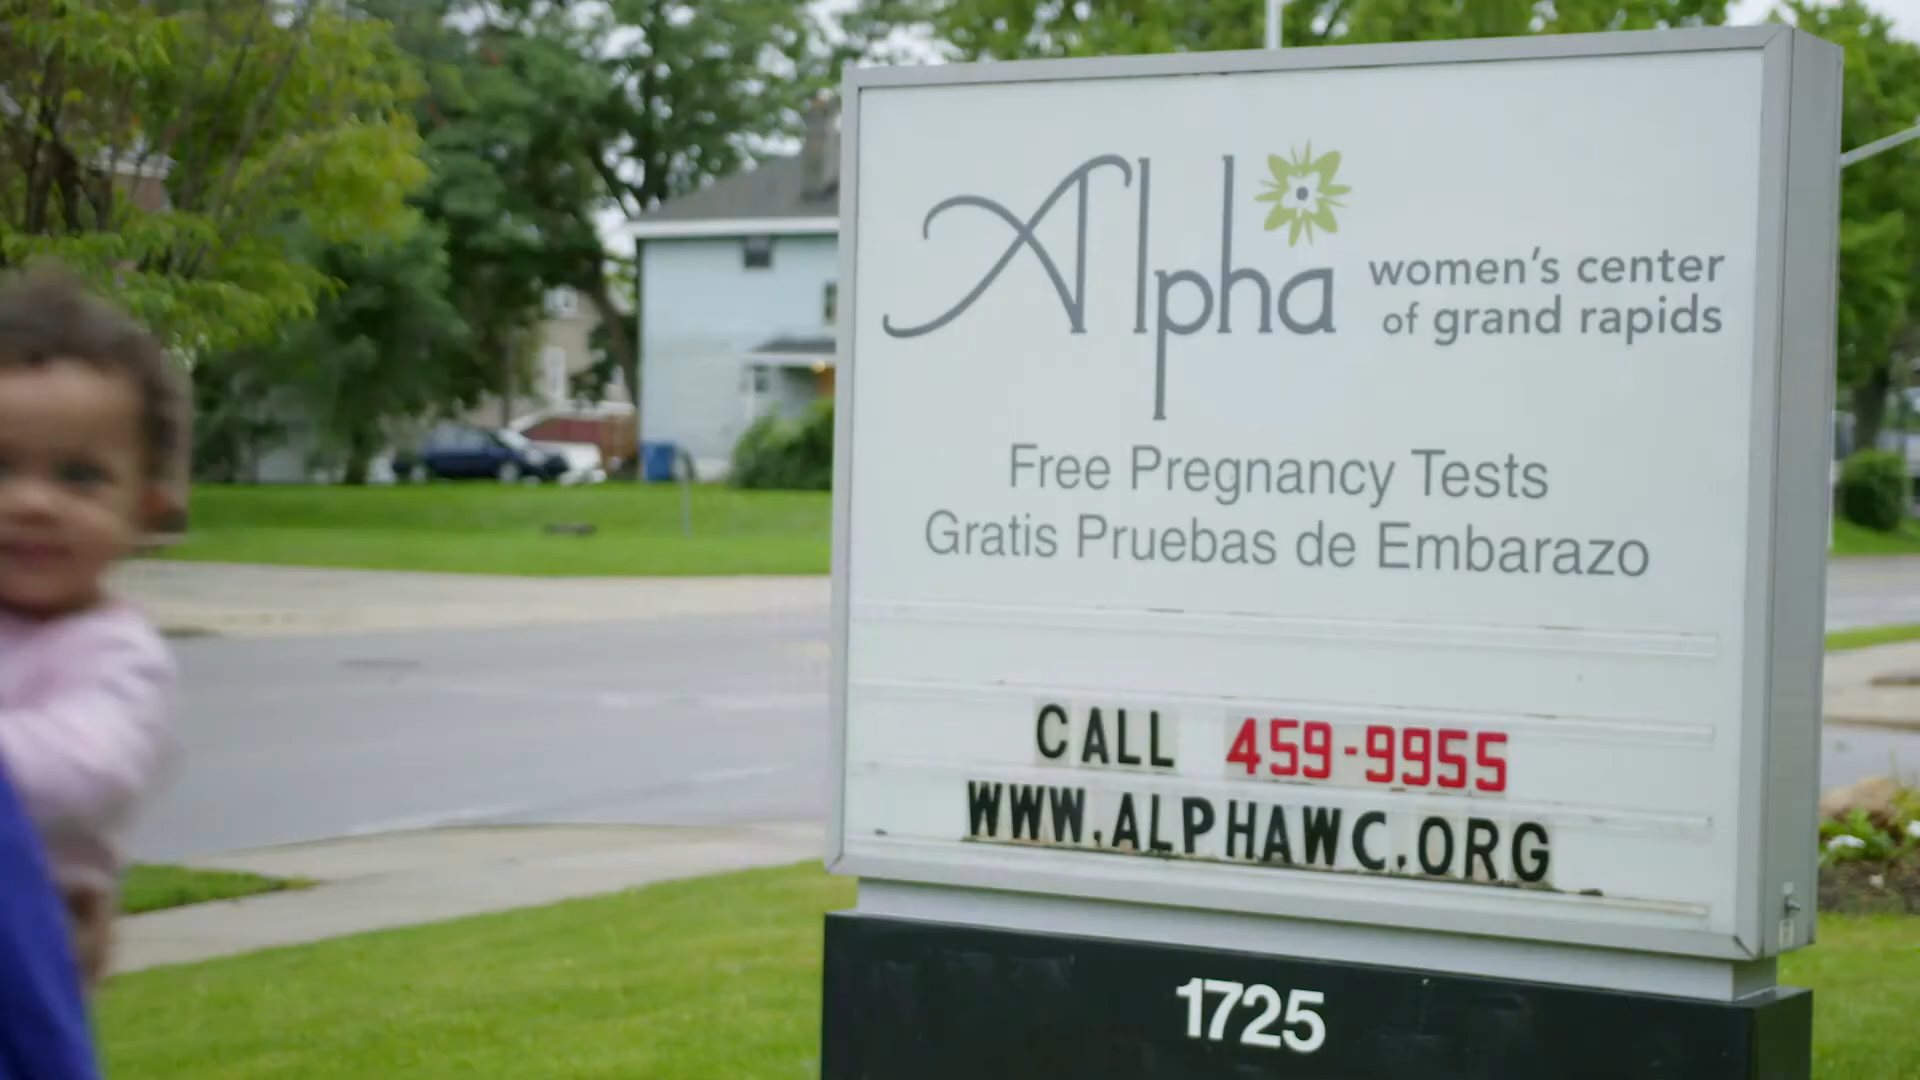 Alpha women's center
of grand rapids
Free Pregnancy Tests
Gratis Pruebas de Embarazo
CALL 459-9955
WWW.ALPHAWC.ORG
1725